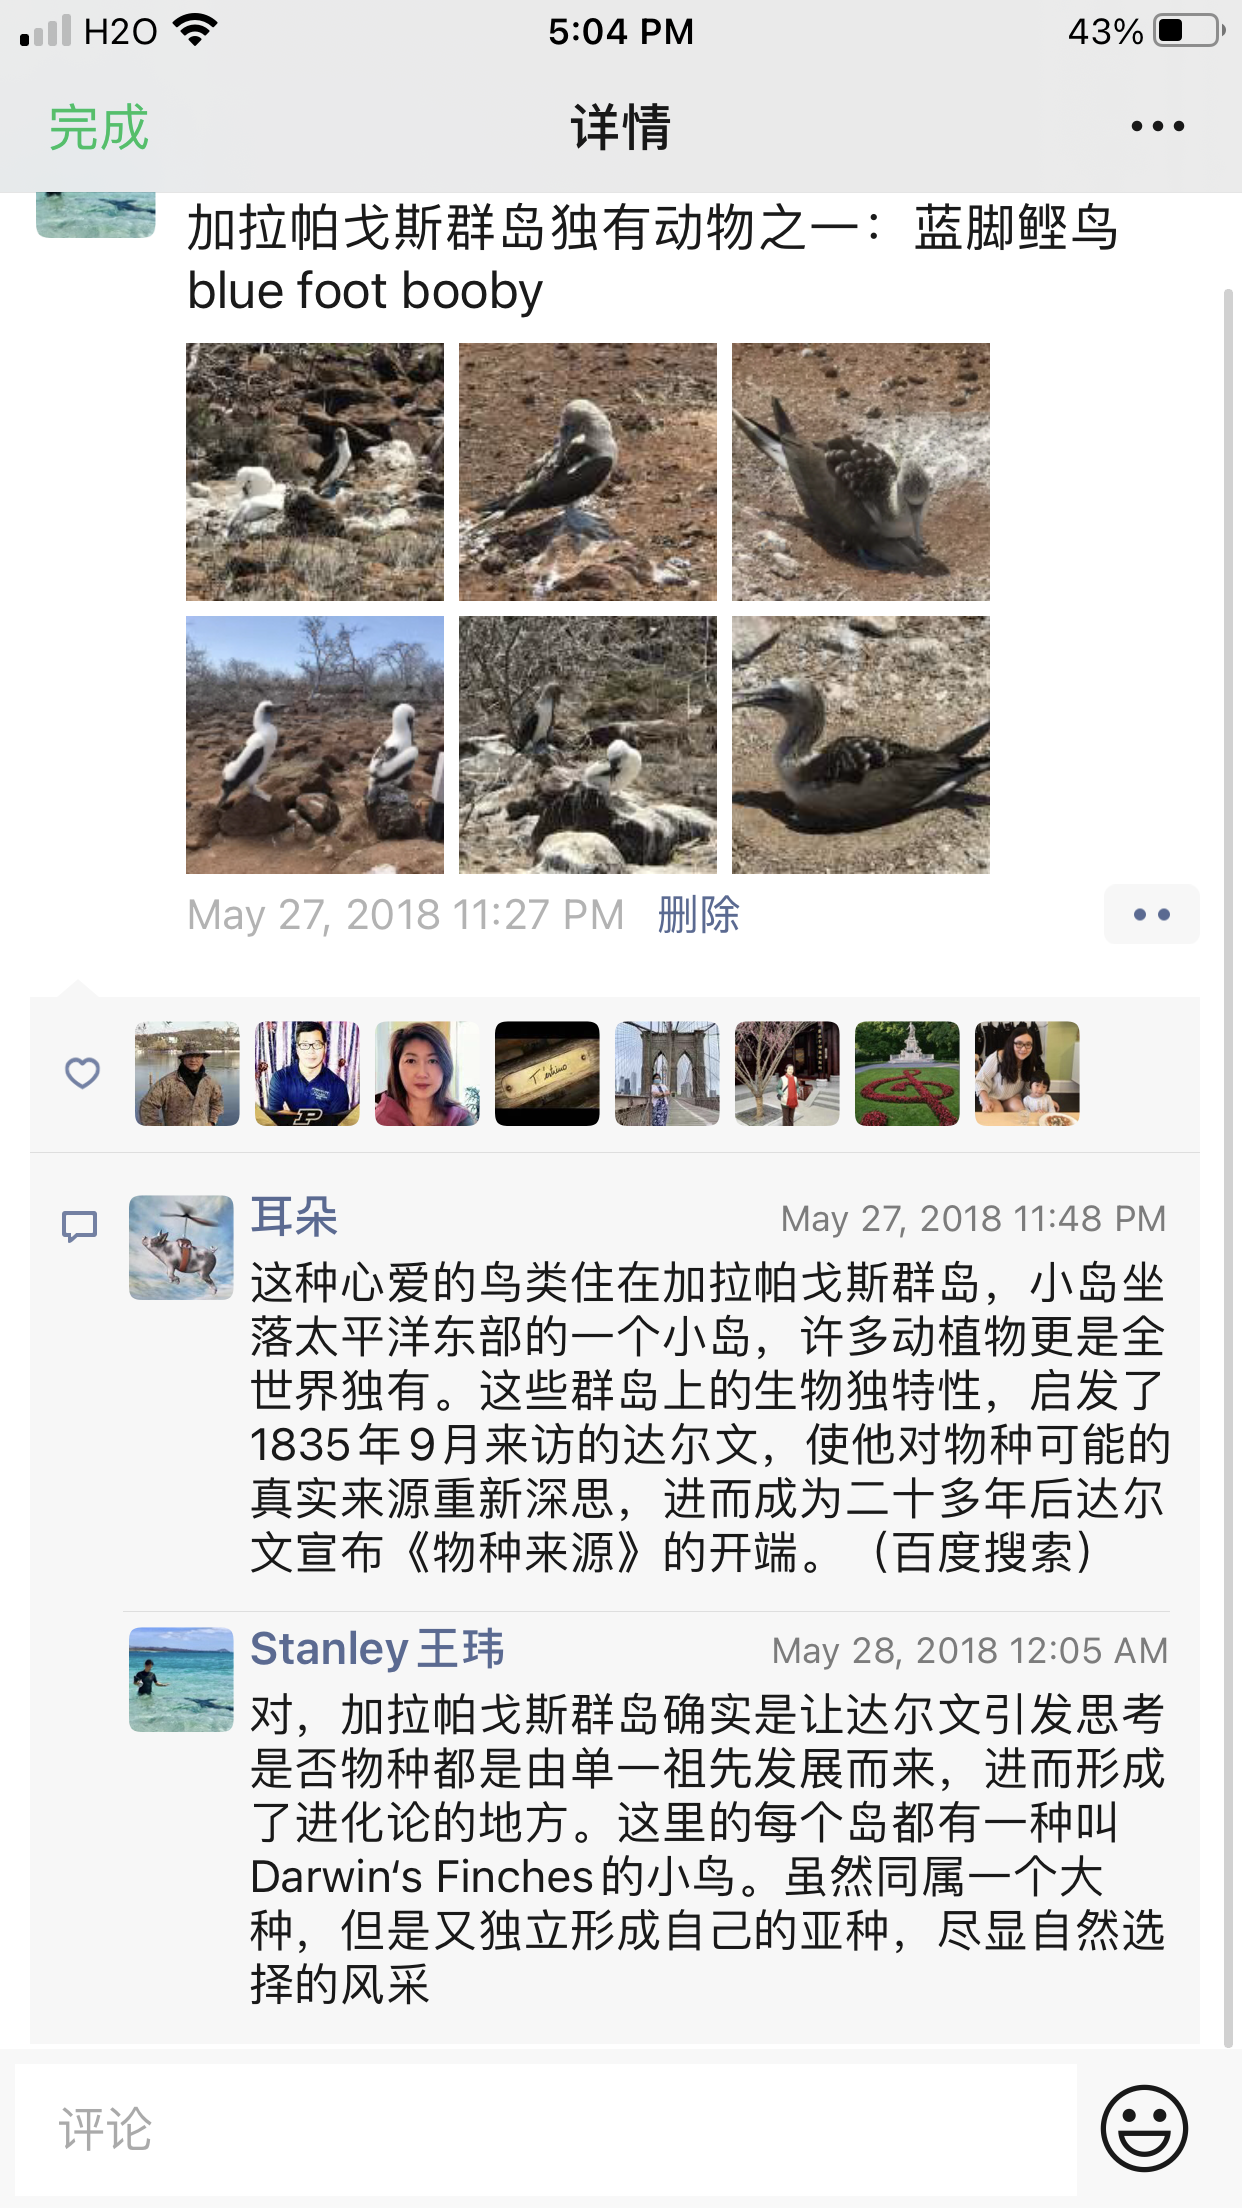 H2O 5:04 PM 43%
完成 详情
加拉帕戈斯群岛独有动物之一：蓝脚鲣鸟
blue foot booby
May 27, 2018 11:27 PM 删除
P
耳朵 May 27, 2018 11:48 PM
这种心爱的鸟类住在加拉帕戈斯群岛，小岛坐
落太平洋东部的一个小岛，许多动植物更是全
世界独有。这些群岛上的生物独特性，启发了
1835年9月来访的达尔文，使他对物种可能的
真实来源重新深思，进而成为二十多年后达尔
文宣布《物种来源》的开端。（百度搜索）
Stanley王玮 May 28, 2018 12:05 AM
对，加拉帕戈斯群岛确实是让达尔文引发思考
是否物种都是由单一祖先发展而来，进而形成
了进化论的地方。这里的每个岛都有一种叫
Darwin‘s Finches的小鸟。虽然同属一个大
种，但是又独立形成自己的亚种，尽显自然选
择的风采
评论